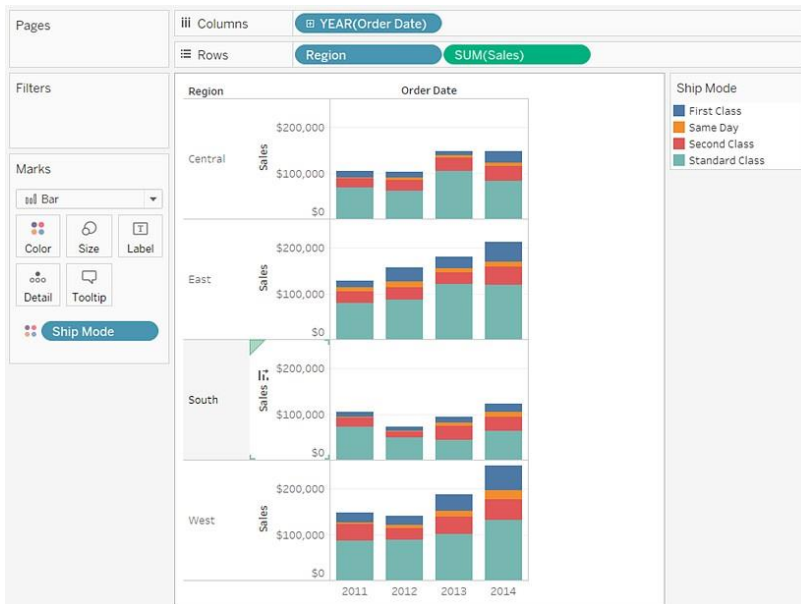 Pages
Columns
YEAR(Order Date)
Rows
Region
SUM(Sales)
Filters
Marks
Bar
Color
Size
Label
Detail
Tooltip
Ship Mode
Region
Order Date
Central
Sales
$200,000
$100,000
$0
East
Sales
$200,000
$100,000
$0
South
Sales
$200,000
$100,000
$0
West
Sales
$200,000
$100,000
$0
2011 2012 2013 2014
Ship Mode
First Class
Same Day
Second Class
Standard Class